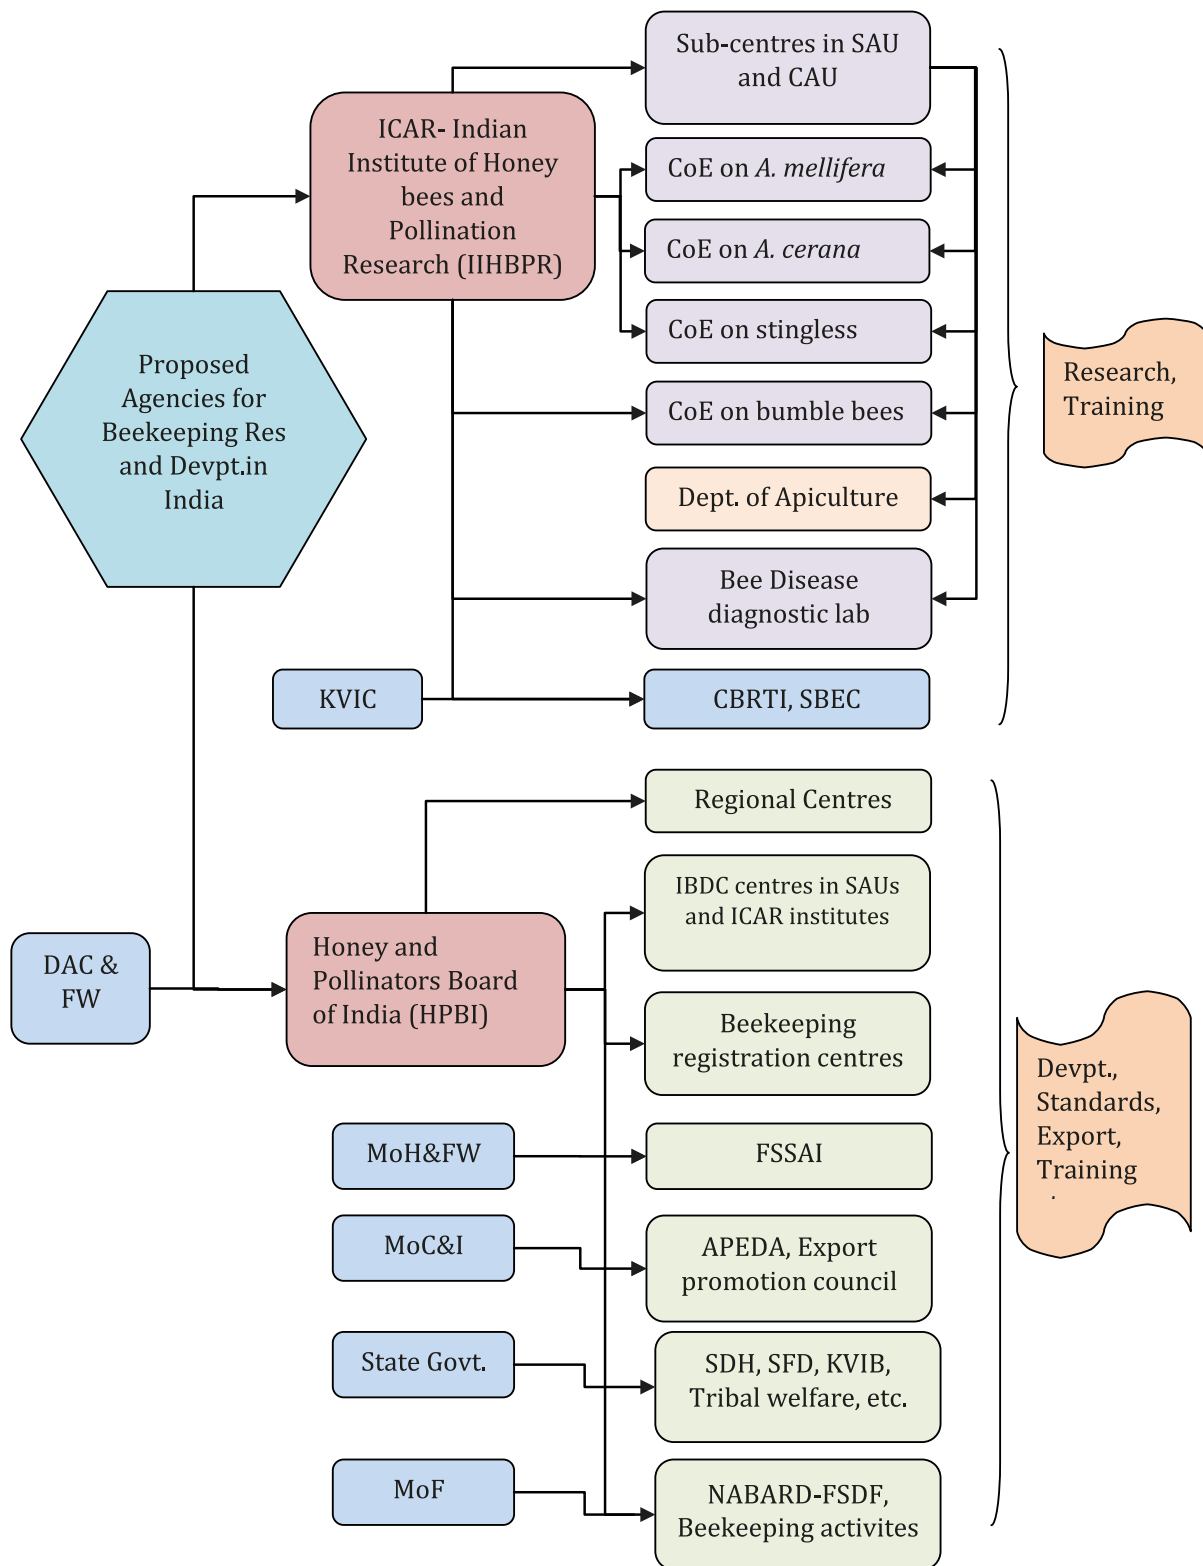 Sub-centres in SAU
and CAU
ICAR- Indian
Institute of Honey
bees and
Pollination
Research (IIHBPR)
CoE on A. mellifera
CoE on A. cerana
CoE on stingless
CoE on bumble bees
Dept. of Apiculture
Bee Disease
diagnostic lab
Proposed
Agencies for
Beekeeping Res
and Devpt.in
India
Research,
Training
KVIC
CBRTI, SBEC
Regional Centres
IBDC centres in SAUs
and ICAR institutes
DAC &
FW
Honey and
Pollinators Board
of India (HPBI)
Beekeeping
registration centres
Devpt.,
Standards,
Export,
Training
MoH&FW
FSSAI
MoC&I
APEDA, Export
promotion council
State Govt.
SDH, SFD, KVIB,
Tribal welfare, etc.
MoF
NABARD-FSDF,
Beekeeping activites